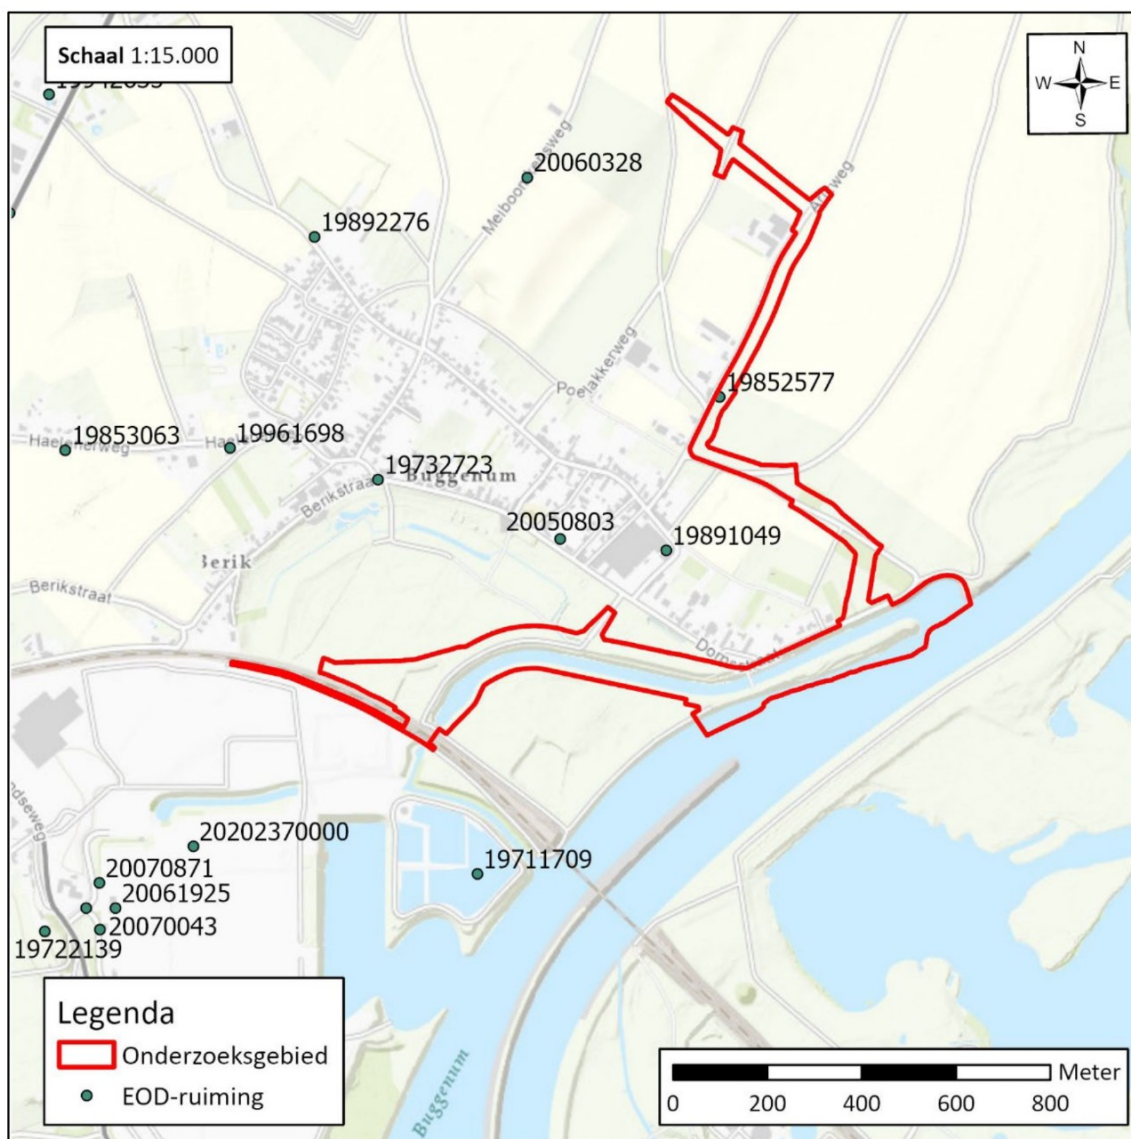 Schaal 1:15.000
N
W E
S
20060328
19892276
Poelakkerweg
19852577
19853063
19961698
19732723
Buggenum
Berikstraat
20050803
19891049
Berikstraat
20202370000
20070871
20061925
20070043
19722139
19711709
Buggenum
Legenda
Onderzoeksgebied
EOD-ruiming
Meter
0 200 400 600 800